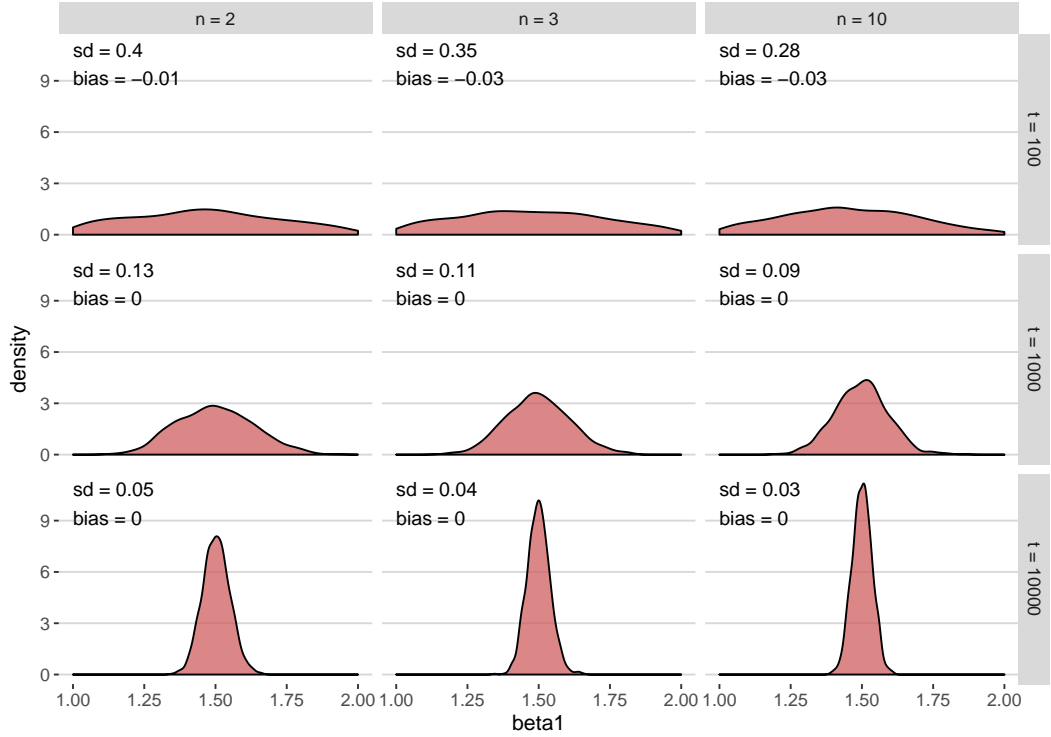 n = 2
n = 3
n = 10
sd = 0.4
bias = −0.01
sd = 0.35
bias = −0.03
sd = 0.28
bias = −0.03
t = 100
9
6
3
0
sd = 0.13
bias = 0
sd = 0.11
bias = 0
sd = 0.09
bias = 0
t = 1000
9
6
3
0
density
sd = 0.05
bias = 0
sd = 0.04
bias = 0
sd = 0.03
bias = 0
t = 10000
9
6
3
0
1.00 1.25 1.50 1.75 2.00
1.00 1.25 1.50 1.75 2.00
1.00 1.25 1.50 1.75 2.00
beta1